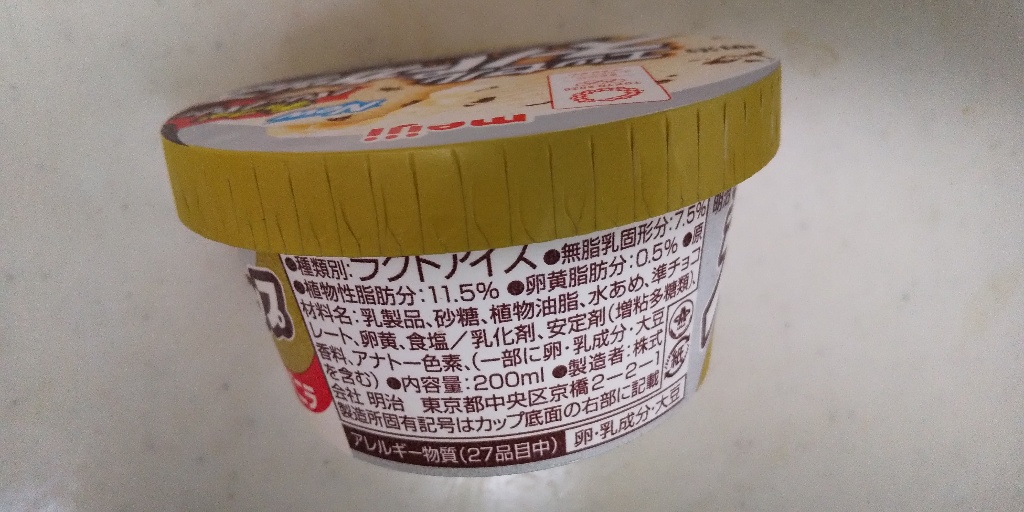 meiji
●種類別:ラクトアイス ●無脂乳固形分:7.5%
●植物性脂肪分:11.5% ●卵黄脂肪分:0.5% ●原
材料名:乳製品、砂糖、植物油脂、水あめ、準チョコ
レート、卵黄、食塩/乳化剤、安定剤(増粘多糖類)、
香料、アナトー色素、(一部に卵・乳成分・大豆
を含む) ●内容量:200ml ●製造者:株式
会社 明治 東京都中央区京橋2-2-1
製造所固有記号はカップ底面の右部に記載
アレルギー物質(27品目中) 卵・乳成分・大豆
紙